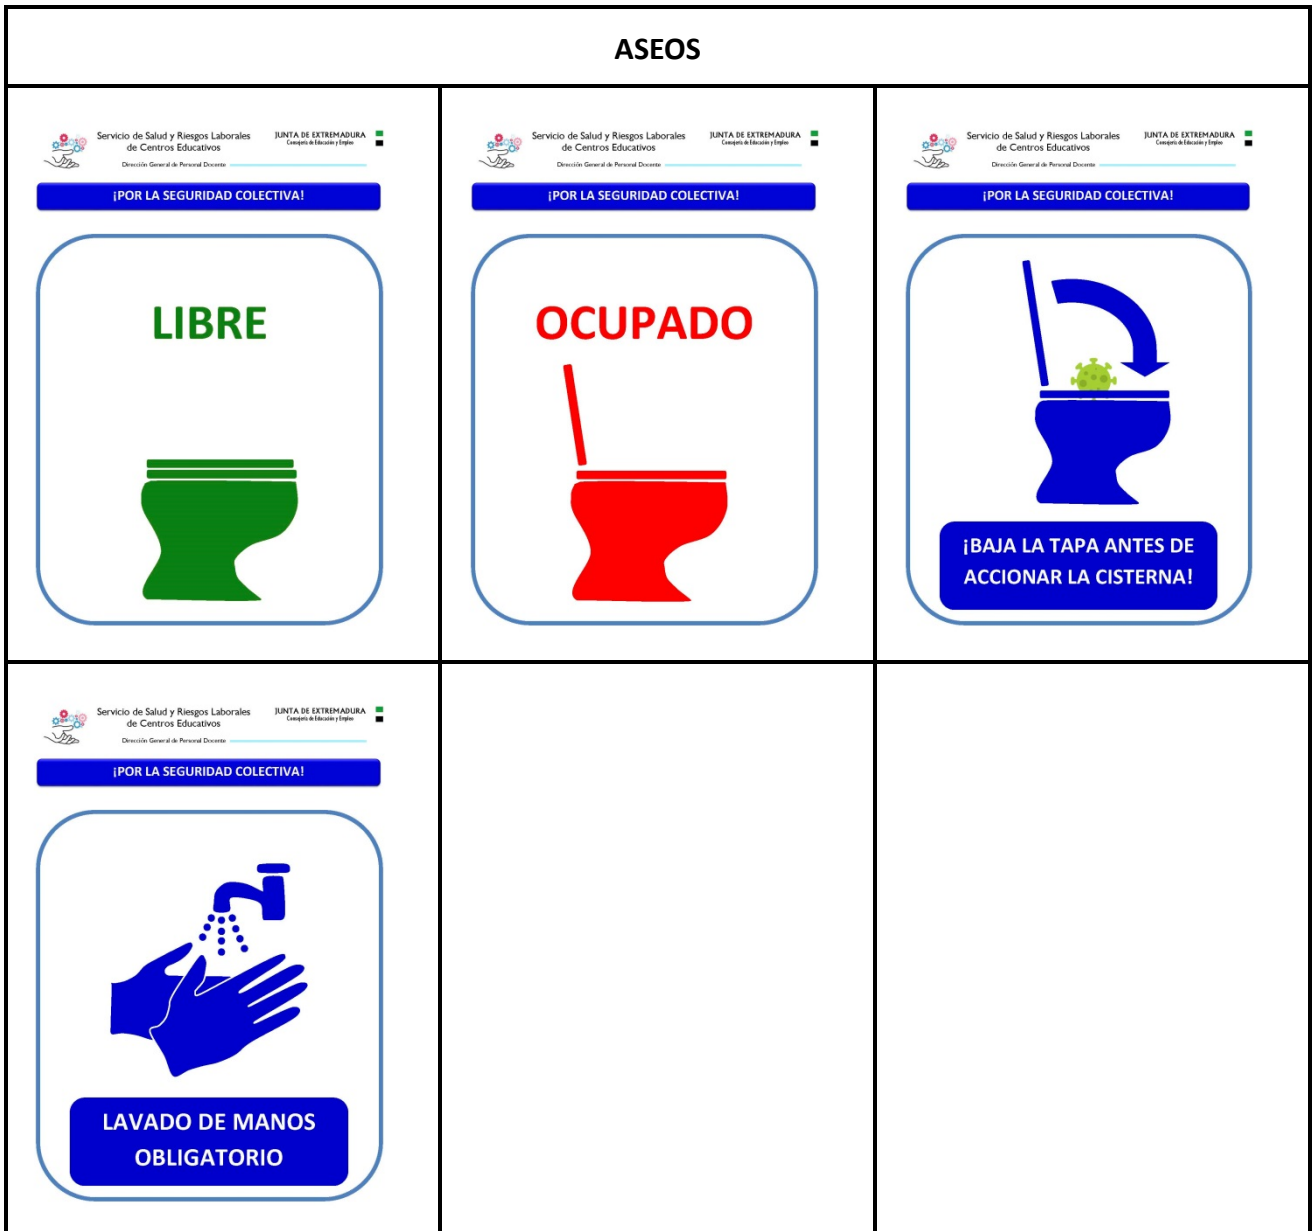 ASEOS
Servicio de Salud y Riesgos Laborales
de Centros Educativos
Dirección General de Personal Docente
JUNTA DE EXTREMADURA
Consejería de Educación y Empleo
¡POR LA SEGURIDAD COLECTIVA!
LIBRE
Servicio de Salud y Riesgos Laborales
de Centros Educativos
Dirección General de Personal Docente
JUNTA DE EXTREMADURA
Consejería de Educación y Empleo
¡POR LA SEGURIDAD COLECTIVA!
OCUPADO
Servicio de Salud y Riesgos Laborales
de Centros Educativos
Dirección General de Personal Docente
JUNTA DE EXTREMADURA
Consejería de Educación y Empleo
¡POR LA SEGURIDAD COLECTIVA!
¡BAJA LA TAPA ANTES DE
ACCIONAR LA CISTERNA!
Servicio de Salud y Riesgos Laborales
de Centros Educativos
Dirección General de Personal Docente
JUNTA DE EXTREMADURA
Consejería de Educación y Empleo
¡POR LA SEGURIDAD COLECTIVA!
LAVADO DE MANOS
OBLIGATORIO